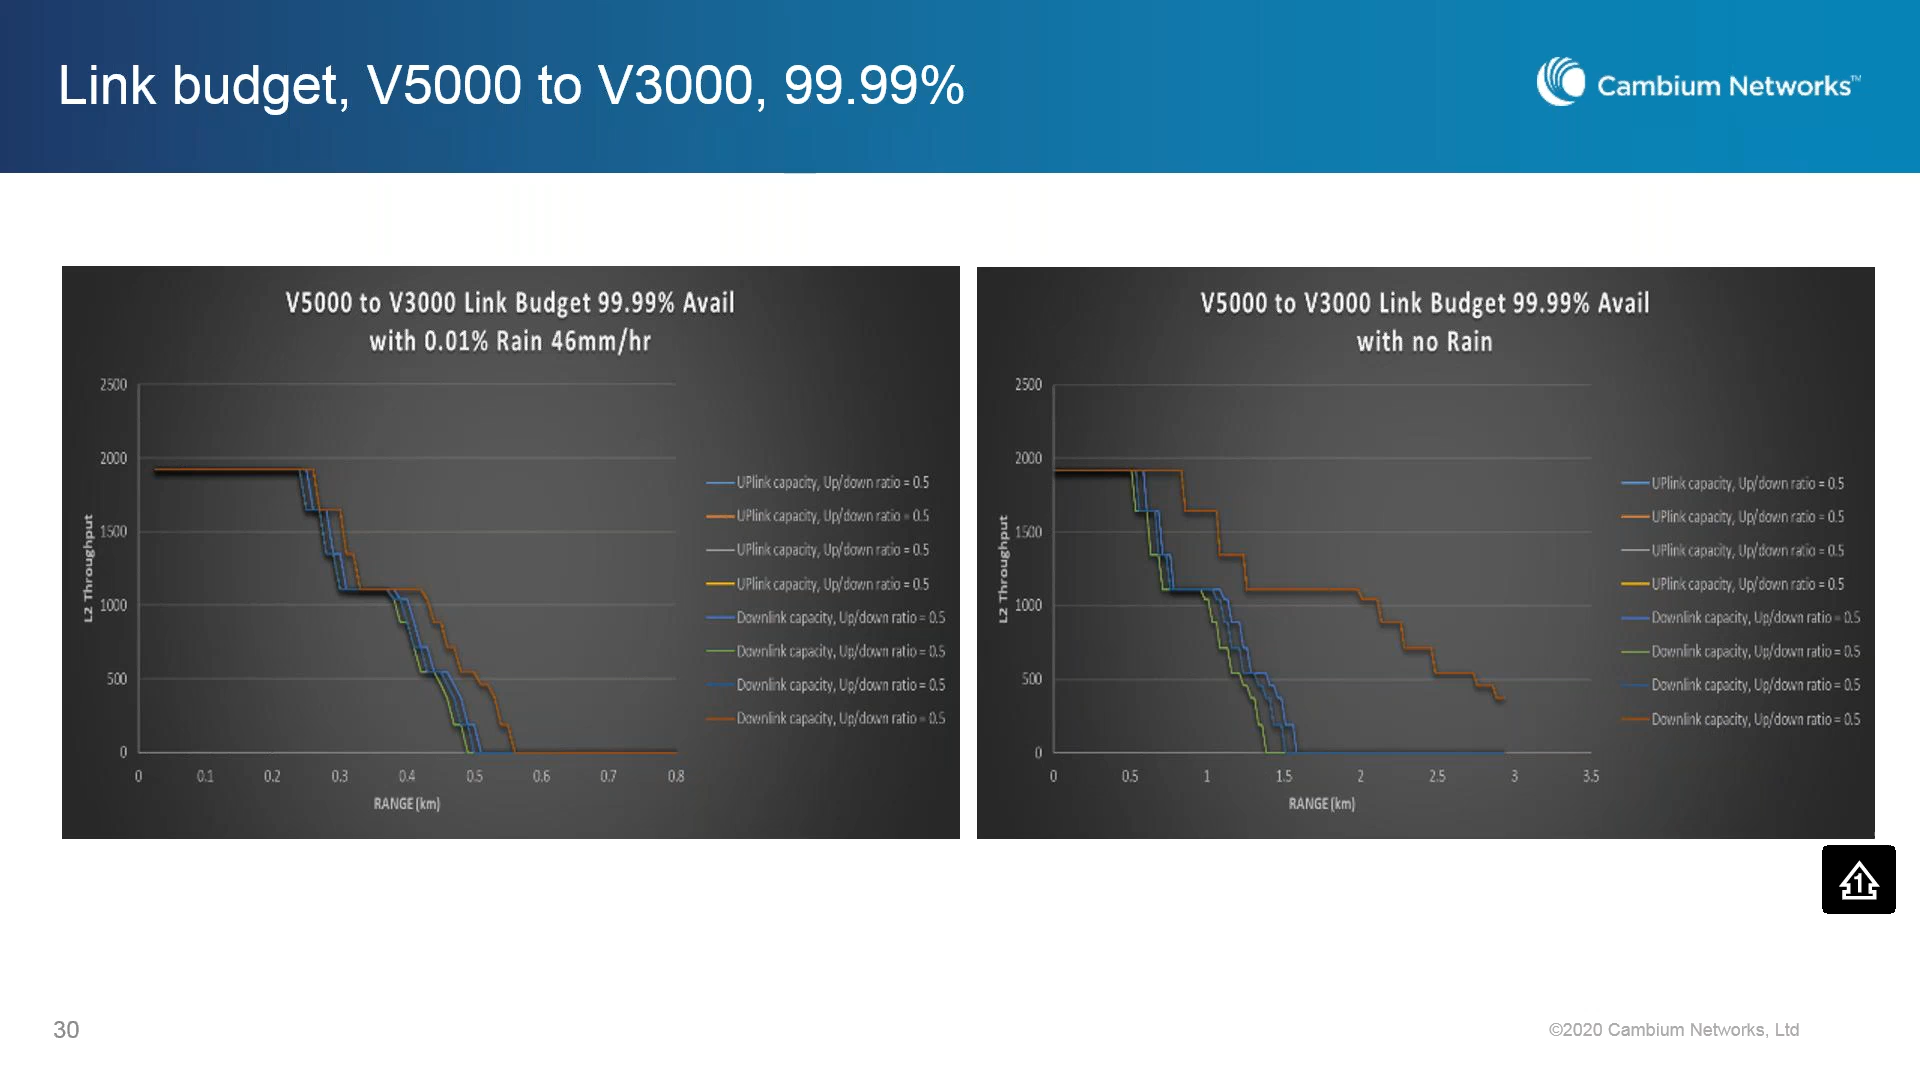 Link budget, V5000 to V3000, 99.99%
Cambium Networks™
V5000 to V3000 Link Budget 99.99% Avail
with 0.01% Rain 46mm/hr
2500
2000
1500
1000
500
0
L2 Throughput
0 0.1 0.2 0.3 0.4 0.5 0.6 0.7 0.8
RANGE (km)
UPlink capacity, Up/down ratio = 0.5
UPlink capacity, Up/down ratio = 0.5
UPlink capacity, Up/down ratio = 0.5
UPlink capacity, Up/down ratio = 0.5
Downlink capacity, Up/down ratio = 0.5
Downlink capacity, Up/down ratio = 0.5
Downlink capacity, Up/down ratio = 0.5
Downlink capacity, Up/down ratio = 0.5
V5000 to V3000 Link Budget 99.99% Avail
with no Rain
2500
2000
1500
1000
500
0
L2 Throughput
0 0.5 1 1.5 2 2.5 3 3.5
RANGE (km)
UPlink capacity, Up/down ratio = 0.5
UPlink capacity, Up/down ratio = 0.5
UPlink capacity, Up/down ratio = 0.5
UPlink capacity, Up/down ratio = 0.5
Downlink capacity, Up/down ratio = 0.5
Downlink capacity, Up/down ratio = 0.5
Downlink capacity, Up/down ratio = 0.5
Downlink capacity, Up/down ratio = 0.5
1
30
©2020 Cambium Networks, Ltd